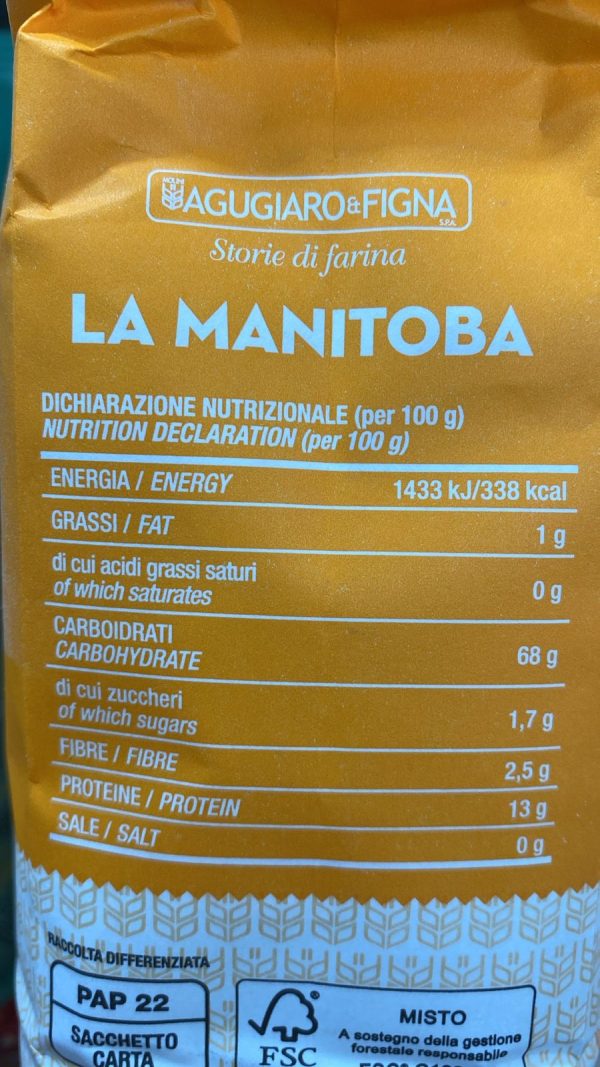 MOLINI
AGUGIARO&FIGNA
S.P.A.
Storie di farina
LA MANITOBA
DICHIARAZIONE NUTRIZIONALE (per 100 g)
NUTRITION DECLARATION (per 100 g)
ENERGIA / ENERGY 1433 kJ/338 kcal
GRASSI / FAT 1 g
di cui acidi grassi saturi
of which saturates 0 g
CARBOIDRATI
CARBOHYDRATE 68 g
di cui zuccheri
of which sugars 1,7 g
FIBRE / FIBRE 2,5 g
PROTEINE / PROTEIN 13 g
SALE / SALT 0 g
RACCOLTA DIFFERENZIATA
PAP 22
SACCHETTO
CARTA
®
FSC
MISTO
A sostegno della gestione
forestale responsabile